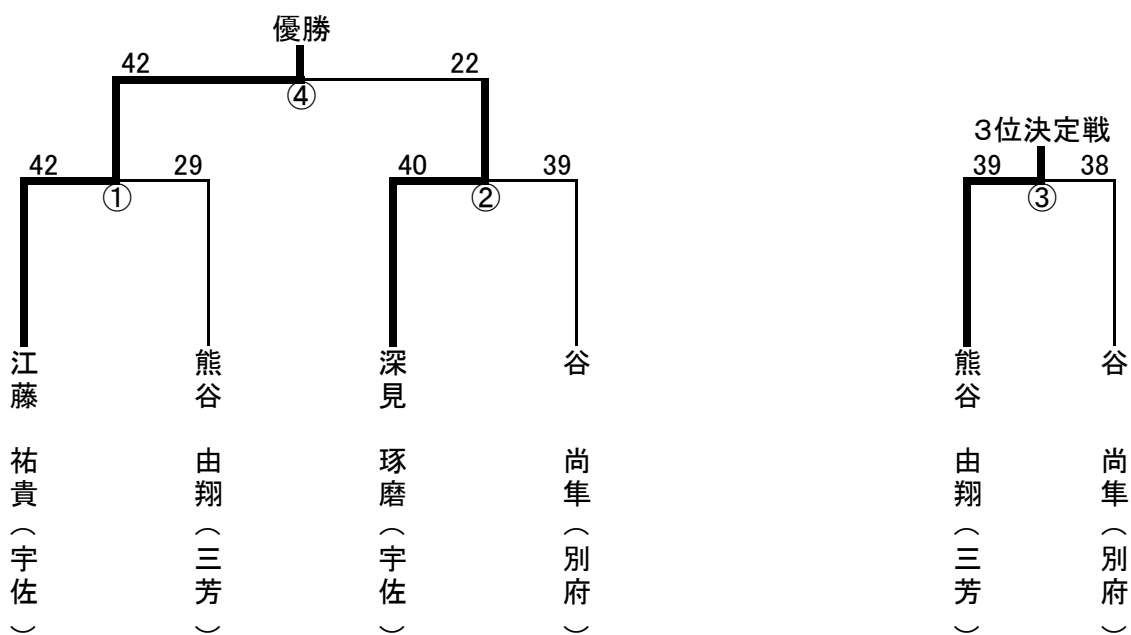 優勝
42
22
④
3位決定戦
42
29
40
39
39
38
①
②
③
江藤 祐貴（宇佐）
熊谷 由翔（三芳）
深見 琢磨（宇佐）
谷 尚隼（別府）
熊谷 由翔（三芳）
谷 尚隼（別府）